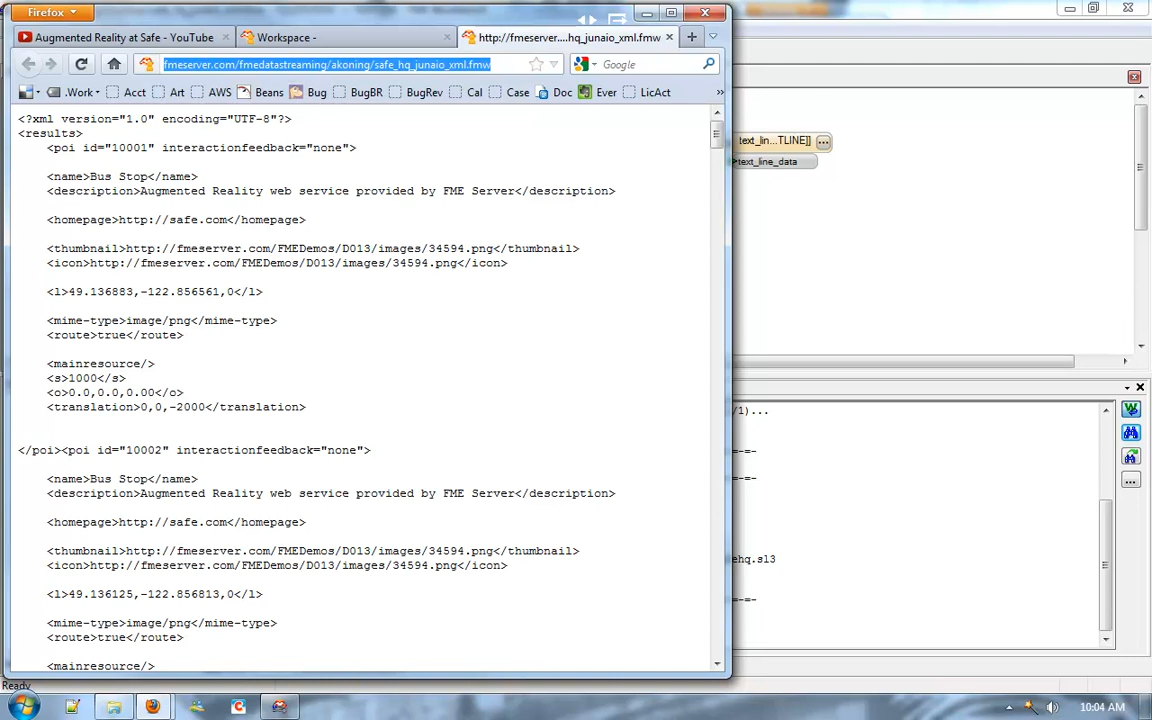 Firefox
Augmented Reality at Safe - YouTube
Workspace -
http://fmeserver....hq_junaio_xml.fmw
fmeserver.com/fmedatastreaming/akoning/safe_hq_junaio_xml.fmw
Google
.Work
Acct
Art
AWS
Beans
Bug
BugBR
BugRev
Cal
Case
Doc
Ever
LicAct
<?xml version="1.0" encoding="UTF-8"?>
<results>
<poi id="10001" interactionfeedback="none">
<name>Bus Stop</name>
<description>Augmented Reality web service provided by FME Server</description>
<homepage>http://safe.com</homepage>
<thumbnail>http://fmeserver.com/FMEDemos/D013/images/34594.png</thumbnail>
<icon>http://fmeserver.com/FMEDemos/D013/images/34594.png</icon>
<l>49.136883,-122.856561,0</l>
<mime-type>image/png</mime-type>
<route>true</route>
<mainresource/>
<s>1000</s>
<o>0.0,0.0,0.00</o>
<translation>0,0,-2000</translation>
</poi><poi id="10002" interactionfeedback="none">
<name>Bus Stop</name>
<description>Augmented Reality web service provided by FME Server</description>
<homepage>http://safe.com</homepage>
<thumbnail>http://fmeserver.com/FMEDemos/D013/images/34594.png</thumbnail>
<icon>http://fmeserver.com/FMEDemos/D013/images/34594.png</icon>
<l>49.136125,-122.856813,0</l>
<mime-type>image/png</mime-type>
<route>true</route>
<mainresource/>
text_lin...TLINE]]
text_line_data
/1)...
=-=-
=-=-
ehq.sl3
=-=-
Ready
10:04 AM